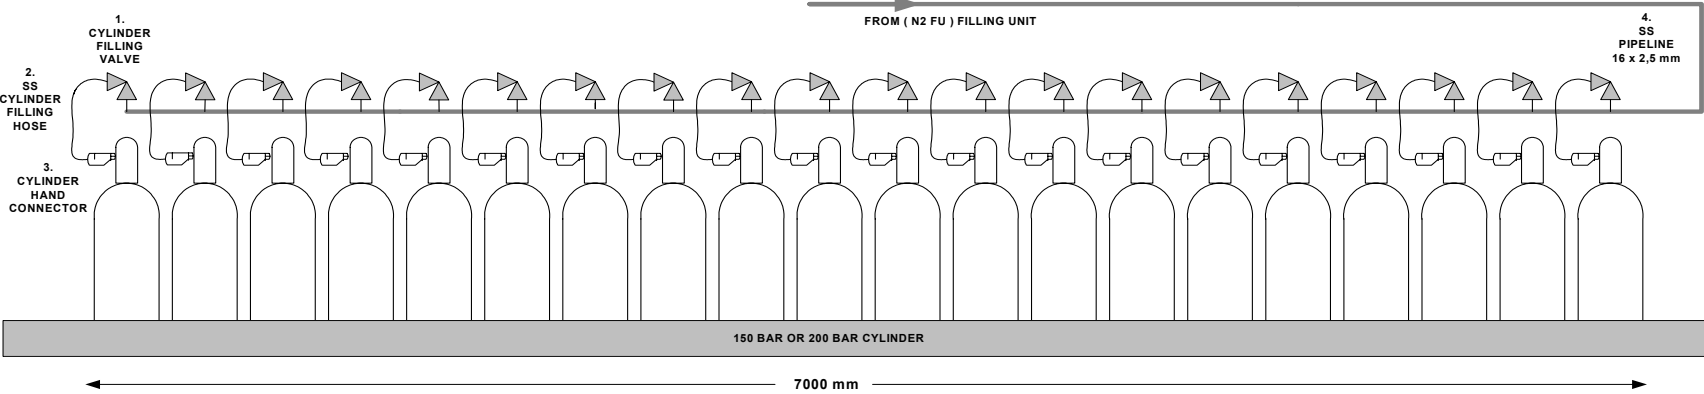 FROM ( N2 FU ) FILLING UNIT
1.
CYLINDER
FILLING
VALVE
4.
SS
PIPELINE
16 x 2,5 mm
2.
SS
CYLINDER
FILLING
HOSE
3.
CYLINDER
HAND
CONNECTOR
150 BAR OR 200 BAR CYLINDER
7000 mm